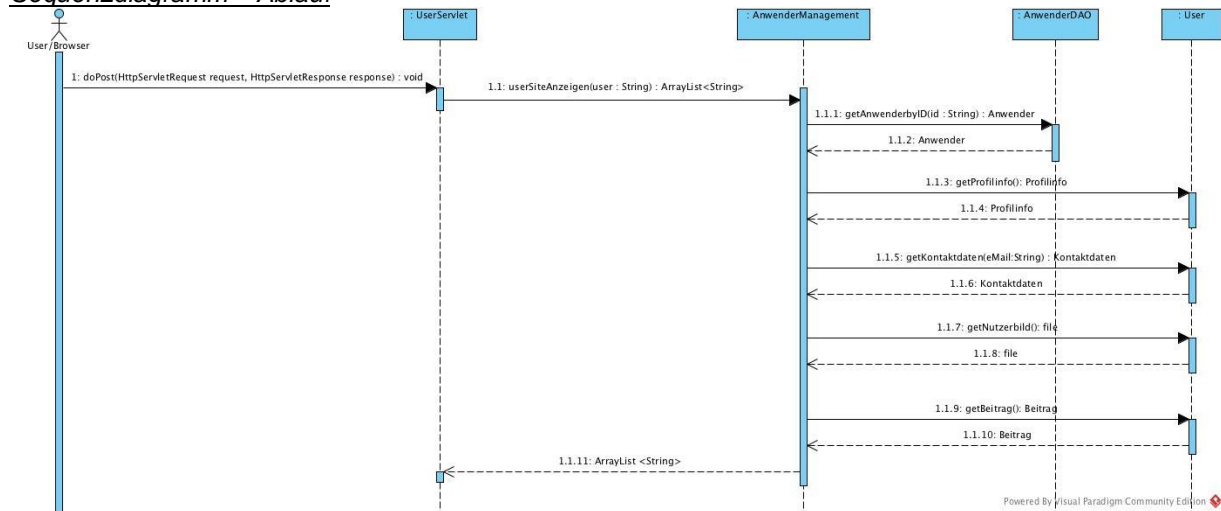 Sequenzdiagramm – Ablauf
: UserServlet
: AnwenderManagement
: AnwenderDAO
: User
User/Browser
1: doPost(HttpServletRequest request, HttpServletResponse response) : void
1.1: userSiteAnzeigen(user : String) : ArrayList<String>
1.1.1: getAnwenderbyID(id : String) : Anwender
1.1.2: Anwender
1.1.3: getProfilinfo(): Profilinfo
1.1.4: Profilinfo
1.1.5: getKontaktdaten(eMail:String) : Kontaktdaten
1.1.6: Kontaktdaten
1.1.7: getNutzerbild(): file
1.1.8: file
1.1.9: getBeitrag(): Beitrag
1.1.10: Beitrag
1.1.11: ArrayList <String>
Powered By Visual Paradigm Community Edition